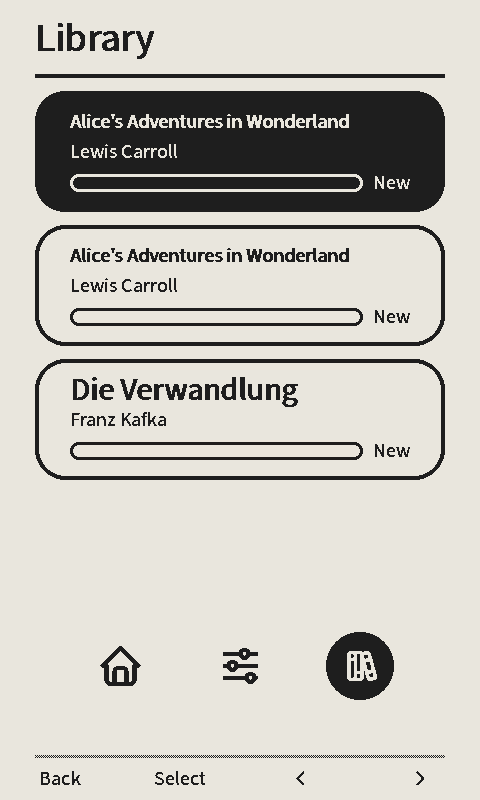 Library
Alice's Adventures in Wonderland
Lewis Carroll
New
Alice's Adventures in Wonderland
Lewis Carroll
New
Die Verwandlung
Franz Kafka
New
Back Select < >